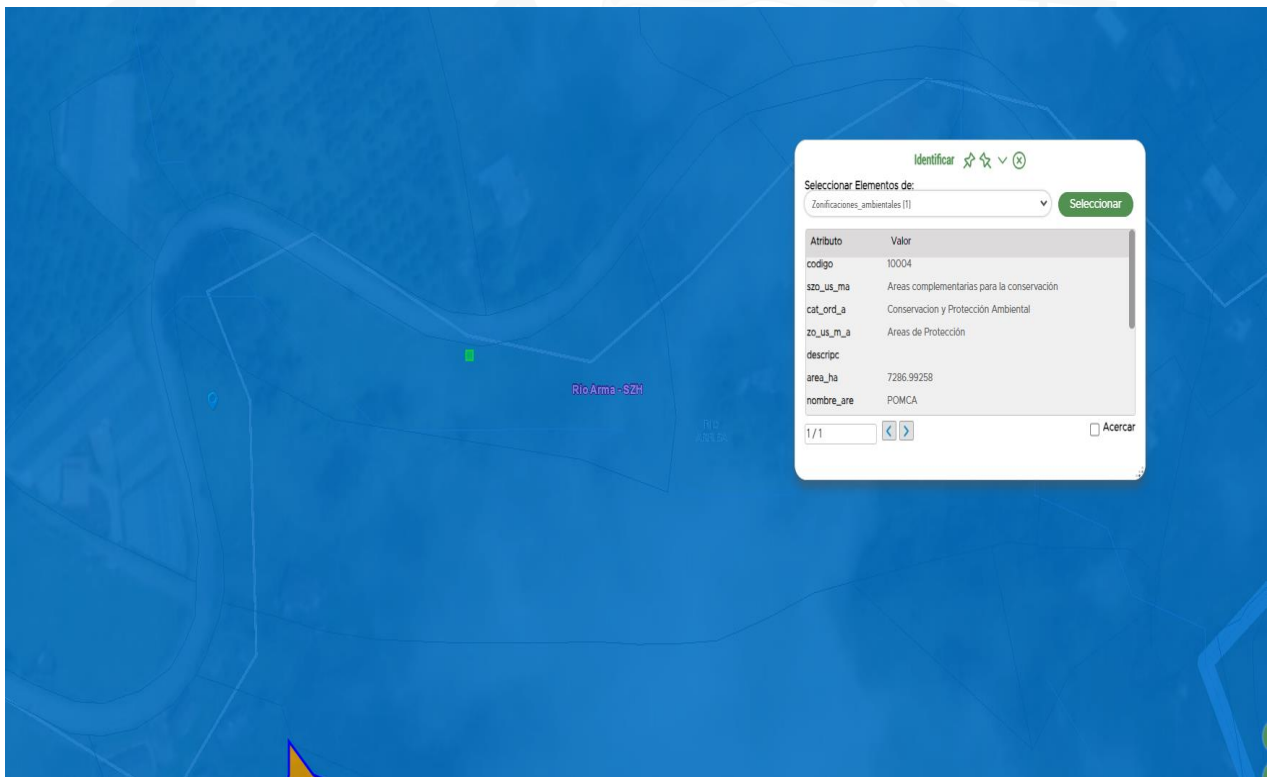 Identificar
Seleccionar Elementos de:
Zonificaciones_ambientales [1]
Seleccionar
Atributo Valor
codigo 10004
szo_us_ma Areas complementarias para la conservación
cat_ord_a Conservacion y Protección Ambiental
zo_us_m_a Areas de Protección
descripc
area_ha 7286.99258
nombre_are POMCA
1 / 1
Acercar
Río Arma - SZH